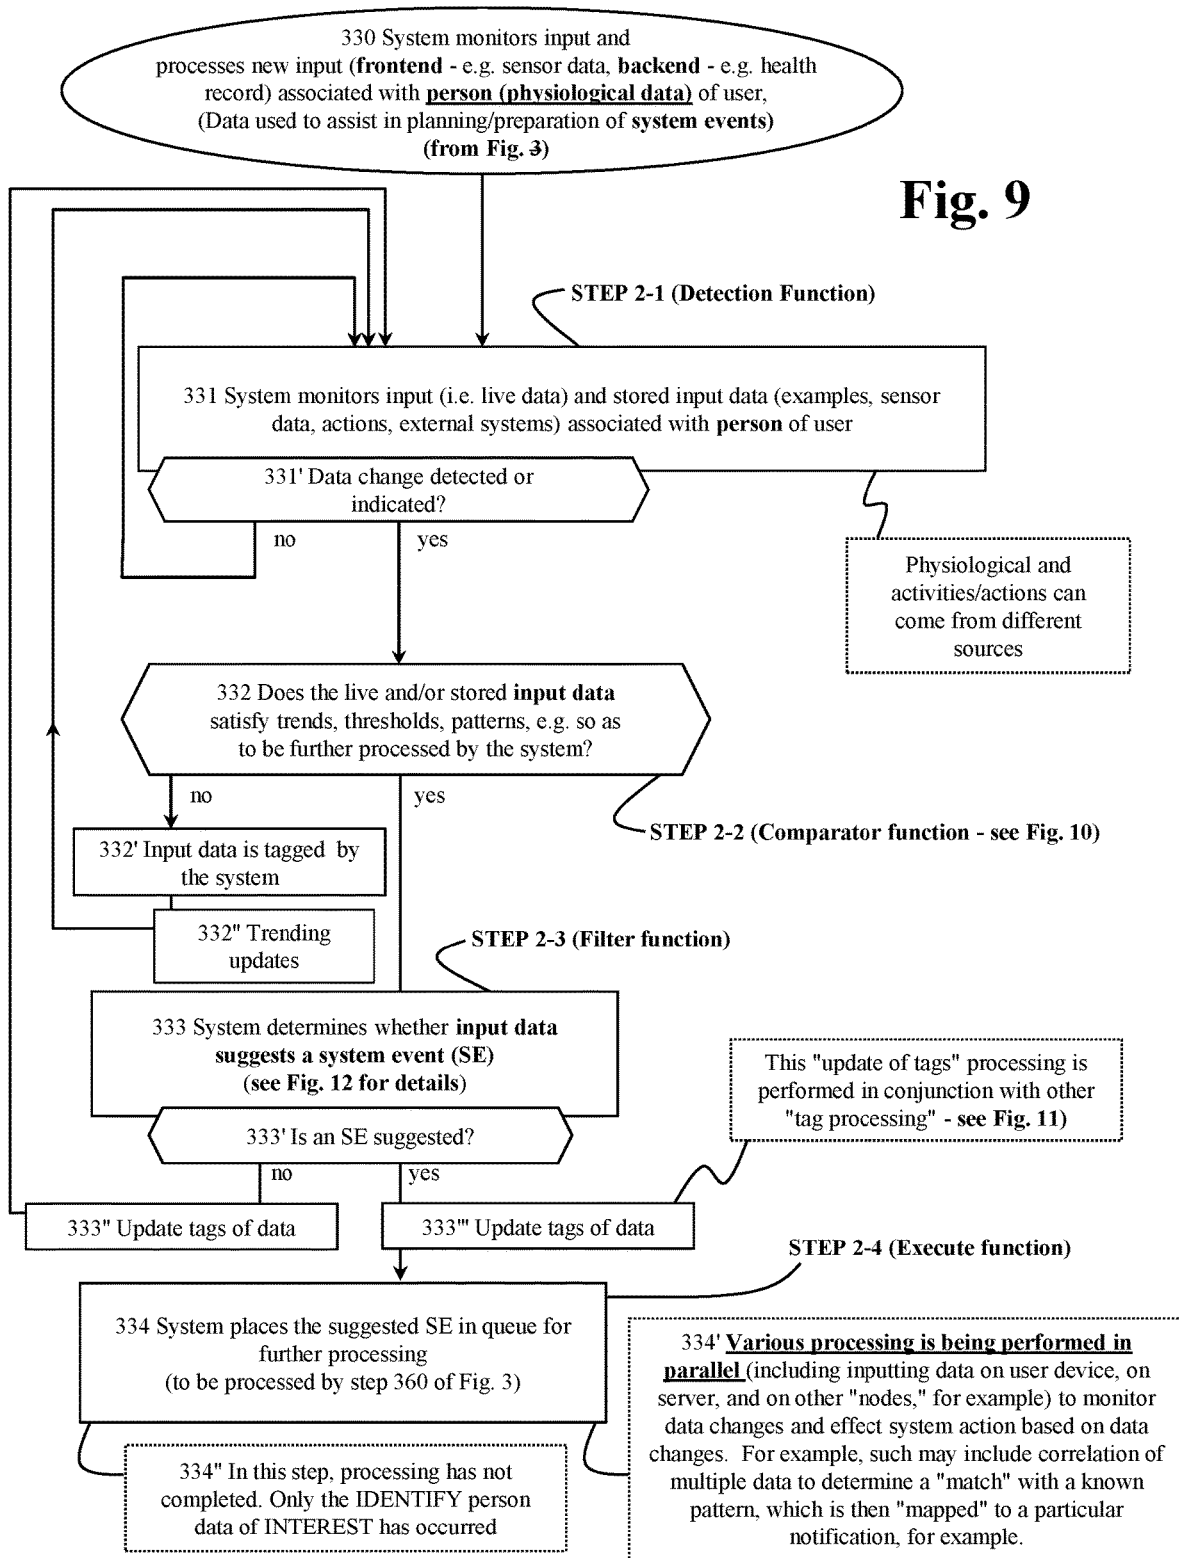 330 System monitors input and
processes new input (frontend - e.g. sensor data, backend - e.g. health
record) associated with person (physiological data) of user,
(Data used to assist in planning/preparation of system events)
(from Fig. 3)
Fig. 9
STEP 2-1 (Detection Function)
331 System monitors input (i.e. live data) and stored input data (examples, sensor
data, actions, external systems) associated with person of user
331' Data change detected or
indicated?
no
yes
Physiological and
activities/actions can
come from different
sources
332 Does the live and/or stored input data
satisfy trends, thresholds, patterns, e.g. so as
to be further processed by the system?
no
yes
STEP 2-2 (Comparator function - see Fig. 10)
332' Input data is tagged by
the system
332" Trending
updates
STEP 2-3 (Filter function)
333 System determines whether input data
suggests a system event (SE)
(see Fig. 12 for details)
This "update of tags" processing is
performed in conjunction with other
"tag processing" - see Fig. 11)
333' Is an SE suggested?
no
yes
333" Update tags of data
333''' Update tags of data
STEP 2-4 (Execute function)
334 System places the suggested SE in queue for
further processing
(to be processed by step 360 of Fig. 3)
334' Various processing is being performed in
parallel (including inputting data on user device, on
server, and on other "nodes," for example) to monitor
data changes and effect system action based on data
changes. For example, such may include correlation of
multiple data to determine a "match" with a known
pattern, which is then "mapped" to a particular
notification, for example.
334" In this step, processing has not
completed. Only the IDENTIFY person
data of INTEREST has occurred